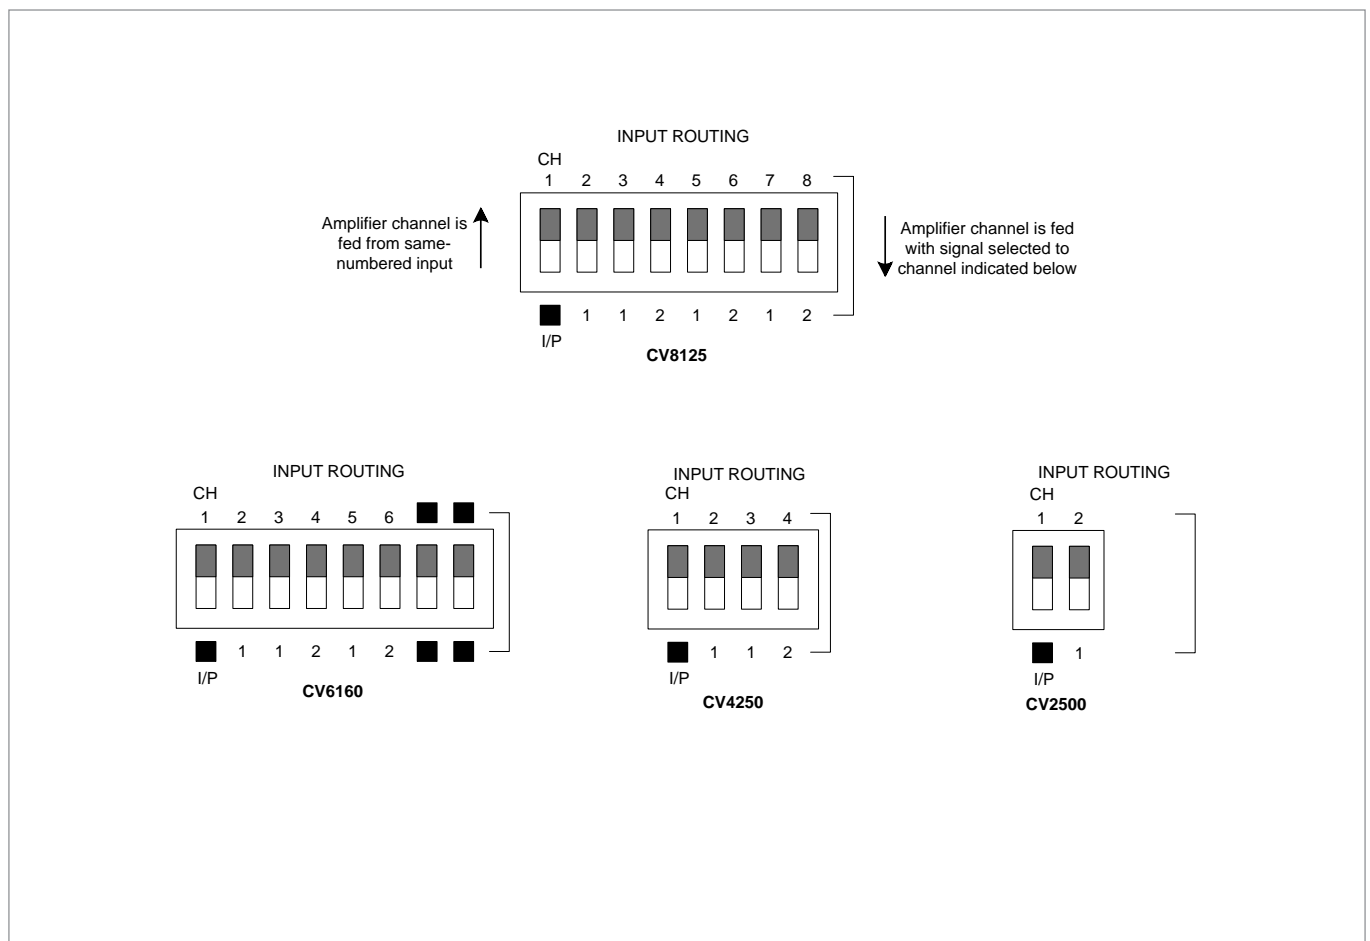 INPUT ROUTING
CH
1 2 3 4 5 6 7 8
Amplifier channel is
fed from same-
numbered input
Amplifier channel is fed
with signal selected to
channel indicated below
1 1 2 1 2 1 2
I/P
CV8125
INPUT ROUTING
CH
1 2 3 4 5 6
1 1 2 1 2
I/P
CV6160
INPUT ROUTING
CH
1 2 3 4
1 1 2
I/P
CV4250
INPUT ROUTING
CH
1 2
1
I/P
CV2500